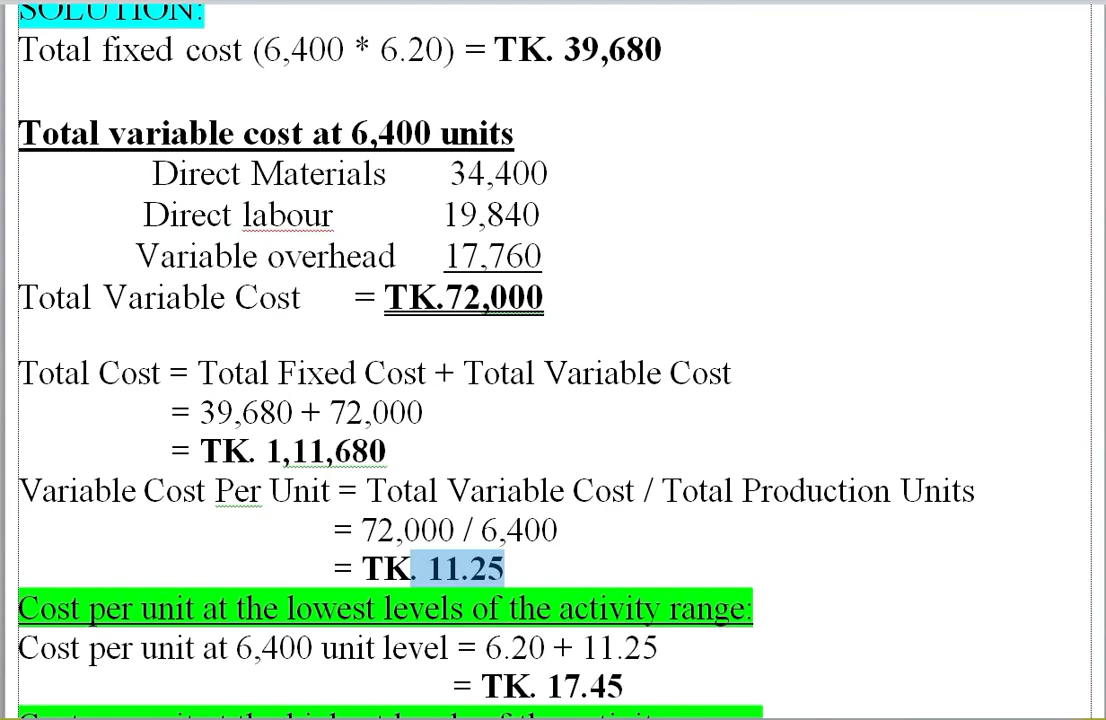 SOLUTION:
Total fixed cost (6,400 * 6.20) = TK. 39,680
Total variable cost at 6,400 units
Direct Materials 34,400
Direct labour 19,840
Variable overhead 17,760
Total Variable Cost = TK.72,000
Total Cost = Total Fixed Cost + Total Variable Cost
= 39,680 + 72,000
= TK. 1,11,680
Variable Cost Per Unit = Total Variable Cost / Total Production Units
= 72,000 / 6,400
= TK. 11.25
Cost per unit at the lowest levels of the activity range:
Cost per unit at 6,400 unit level = 6.20 + 11.25
= TK. 17.45